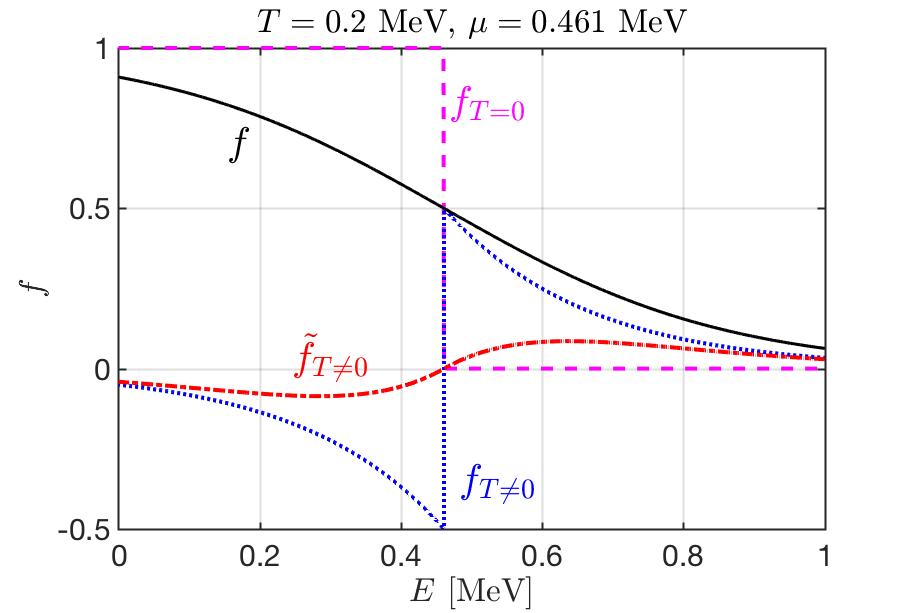 T = 0.2 MeV, μ = 0.461 MeV
1
f_{T=0}
f
0.5
f
f̃_{T≠0}
0
f_{T≠0}
-0.5
0 0.2 0.4 0.6 0.8 1
E [MeV]